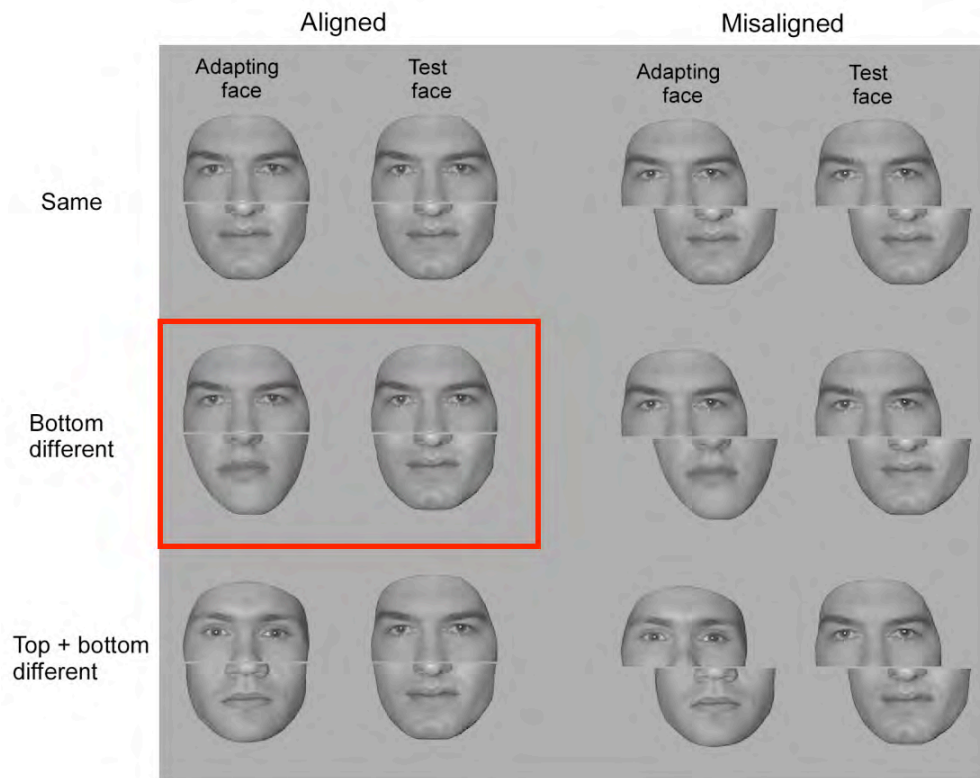 Aligned
Misaligned
Adapting
face
Test
face
Adapting
face
Test
face
Same
Bottom
different
Top + bottom
different